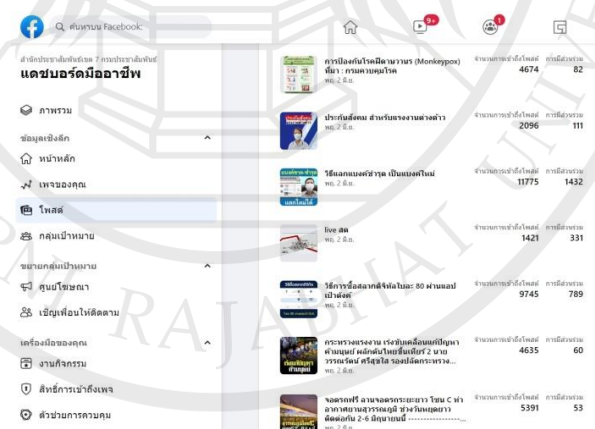 ค้นหาบน Facebook
9+
1
สำนักประชาสัมพันธ์เขต 7 กรมประชาสัมพันธ์
แดชบอร์ดมืออาชีพ
ภาพรวม
ข้อมูลเชิงลึก
หน้าหลัก
เพจของคุณ
โพสต์
กลุ่มเป้าหมาย
ขยายกลุ่มเป้าหมาย
ศูนย์โฆษณา
เชิญเพื่อนให้ติดตาม
เครื่องมือของคุณ
งานกิจกรรม
สิทธิ์การเข้าถึงเพจ
ตัวช่วยการควบคุม
การป้องกันโรคฝีดาษวานร (Monkeypox)
ที่มา : กรมควบคุมโรค
พฤ. 2 มิ.ย.
จำนวนการเข้าถึงโพสต์ การมีส่วนร่วม
4674 82
ประกันสังคม สำหรับแรงงานต่างด้าว
พฤ. 2 มิ.ย.
จำนวนการเข้าถึงโพสต์ การมีส่วนร่วม
2096 111
แลกใหม่ได้
วิธีแลกแบงค์ชำรุด เป็นแบงค์ใหม่
พฤ. 2 มิ.ย.
จำนวนการเข้าถึงโพสต์ การมีส่วนร่วม
11775 1432
live สด
พฤ. 2 มิ.ย.
จำนวนการเข้าถึงโพสต์ การมีส่วนร่วม
1421 331
วิธีการซื้อสลากดิจิทัลใบละ 80 ผ่านแอป
เป๋าตังค์
พฤ. 2 มิ.ย.
จำนวนการเข้าถึงโพสต์ การมีส่วนร่วม
9745 789
กระทรวงแรงงาน เร่งขับเคลื่อนแก้ปัญหา
ค้ามนุษย์ ผลักดันไทยขึ้นเทียร์ 2 นาย
วรรณรัตน์ ศรีสุขใส รองปลัดกระทรวง...
พฤ. 2 มิ.ย.
จำนวนการเข้าถึงโพสต์ การมีส่วนร่วม
4635 60
จอดรถฟรี ลานจอดรถระยะยาว โซน C ท่า
อากาศยานสุวรรณภูมิ ช่วงวันหยุดยาว
ติดต่อกัน 2-6 มิถุนายนนี้ -----------------...
พฤ. 2 มิ.ย.
จำนวนการเข้าถึงโพสต์ การมีส่วนร่วม
5391 53
RAJABHAT UN